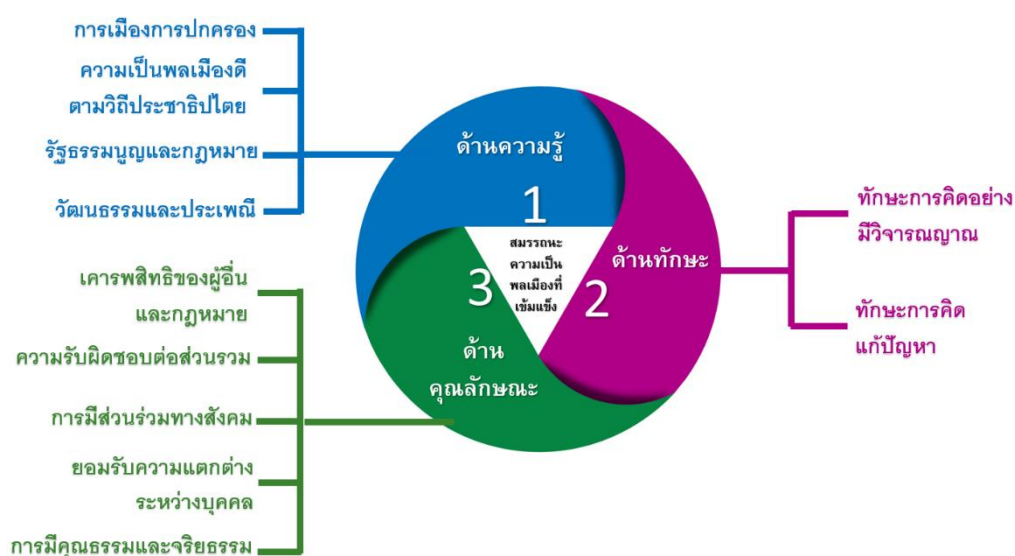 การเมืองการปกครอง
ความเป็นพลเมืองดี
ตามวิถีประชาธิปไตย
รัฐธรรมนูญและกฎหมาย
วัฒนธรรมและประเพณี
ด้านความรู้
1
สมรรถนะ
ความเป็น
พลเมืองที่
เข้มแข็ง
ด้านทักษะ
2
ทักษะการคิดอย่าง
มีวิจารณญาณ
ทักษะการคิด
แก้ปัญหา
3
ด้าน
คุณลักษณะ
เคารพสิทธิของผู้อื่น
และกฎหมาย
ความรับผิดชอบต่อส่วนรวม
การมีส่วนร่วมทางสังคม
ยอมรับความแตกต่าง
ระหว่างบุคคล
การมีคุณธรรมและจริยธรรม